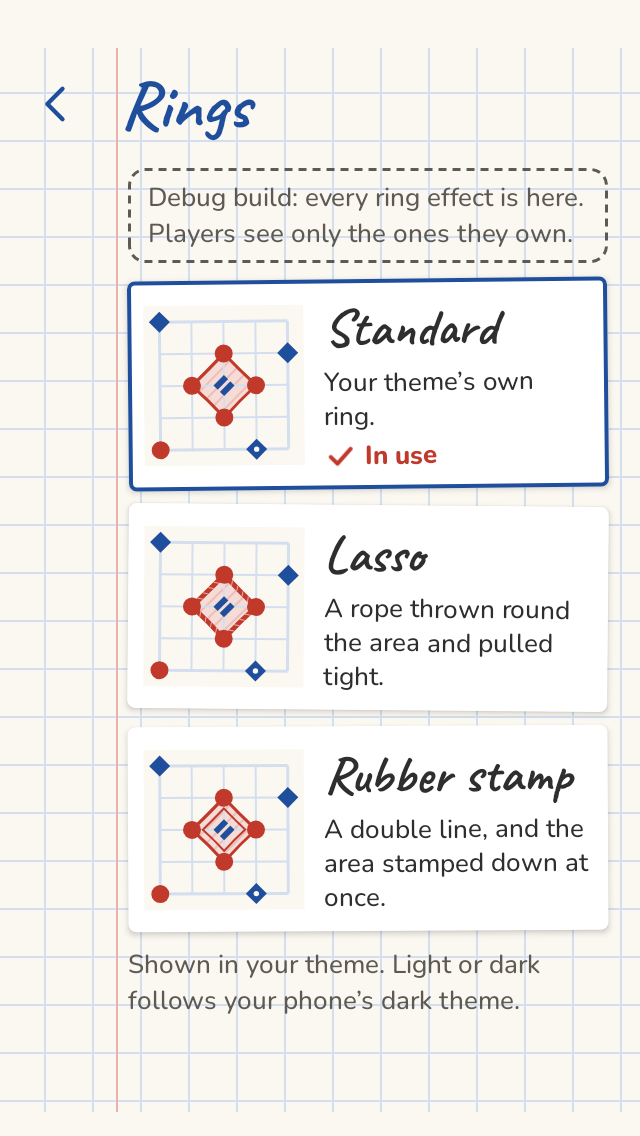 Rings
Debug build: every ring effect is here.
Players see only the ones they own.
Standard
Your theme’s own
ring.
In use
Lasso
A rope thrown round
the area and pulled
tight.
Rubber stamp
A double line, and the
area stamped down at
once.
Shown in your theme. Light or dark
follows your phone’s dark theme.